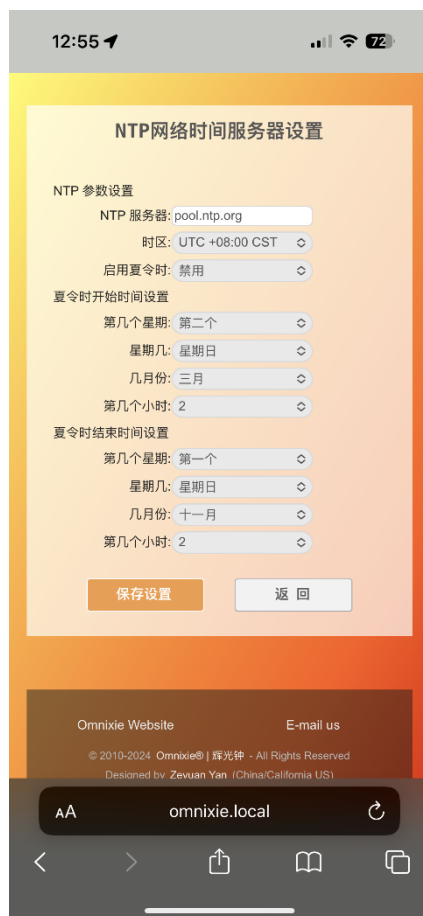 12:55
72
NTP网络时间服务器设置
NTP 参数设置
NTP 服务器: pool.ntp.org
时区: UTC +08:00 CST
启用夏令时: 禁用
夏令时开始时间设置
第几个星期: 第二个
星期几: 星期日
几月份: 三月
第几个小时: 2
夏令时结束时间设置
第几个星期: 第一个
星期几: 星期日
几月份: 十一月
第几个小时: 2
保存设置 返 回
Omnixie Website E-mail us
© 2010-2024 Omnixie® | 辉光钟 - All Rights Reserved
Designed by Zeyuan Yan (China/California US)
AA omnixie.local